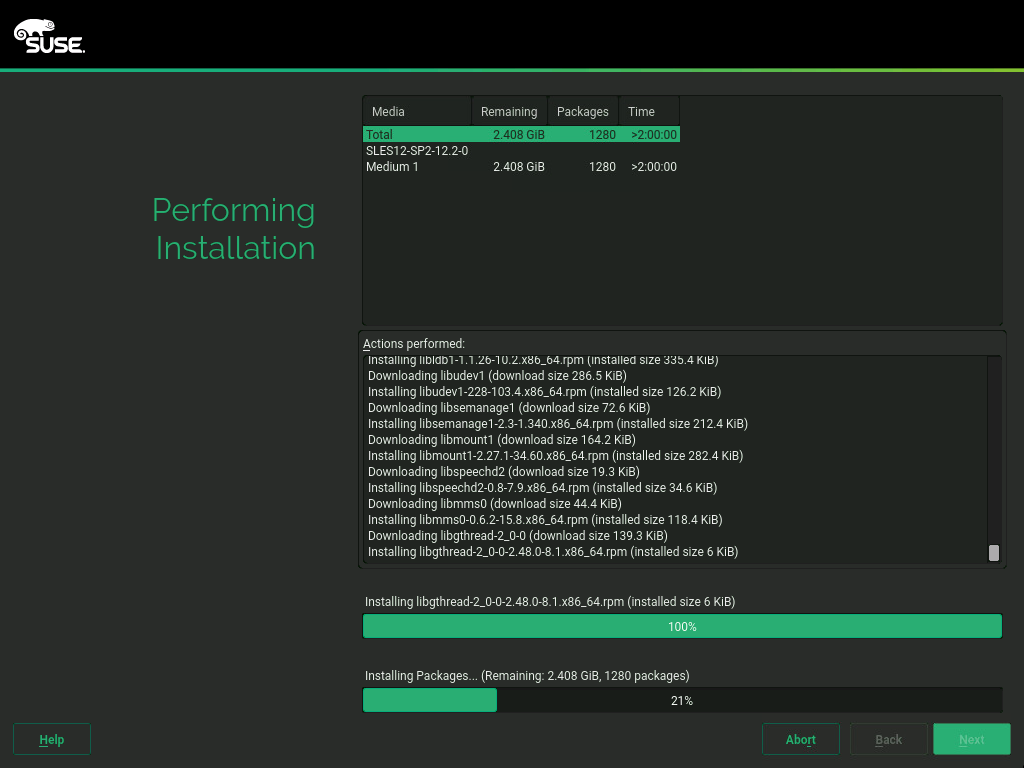 SUSE.
Media Remaining Packages Time
Total 2.408 GiB 1280 >2:00:00
SLES12-SP2-12.2-0
Medium 1 2.408 GiB 1280 >2:00:00
Performing
Installation
Actions performed:
Installing libldb1-1.1.26-10.2.x86_64.rpm (installed size 335.4 KiB)
Downloading libudev1 (download size 286.5 KiB)
Installing libudev1-228-103.4.x86_64.rpm (installed size 126.2 KiB)
Downloading libsemanage1 (download size 72.6 KiB)
Installing libsemanage1-2.3-1.340.x86_64.rpm (installed size 212.4 KiB)
Downloading libmount1 (download size 164.2 KiB)
Installing libmount1-2.27.1-34.60.x86_64.rpm (installed size 282.4 KiB)
Downloading libspeechd2 (download size 19.3 KiB)
Installing libspeechd2-0.8-7.9.x86_64.rpm (installed size 34.6 KiB)
Downloading libmms0 (download size 44.4 KiB)
Installing libmms0-0.6.2-15.8.x86_64.rpm (installed size 118.4 KiB)
Downloading libgthread-2_0-0 (download size 139.3 KiB)
Installing libgthread-2_0-0-2.48.0-8.1.x86_64.rpm (installed size 6 KiB)
Installing libgthread-2_0-0-2.48.0-8.1.x86_64.rpm (installed size 6 KiB)
100%
Installing Packages... (Remaining: 2.408 GiB, 1280 packages)
21%
Help Abort Back Next